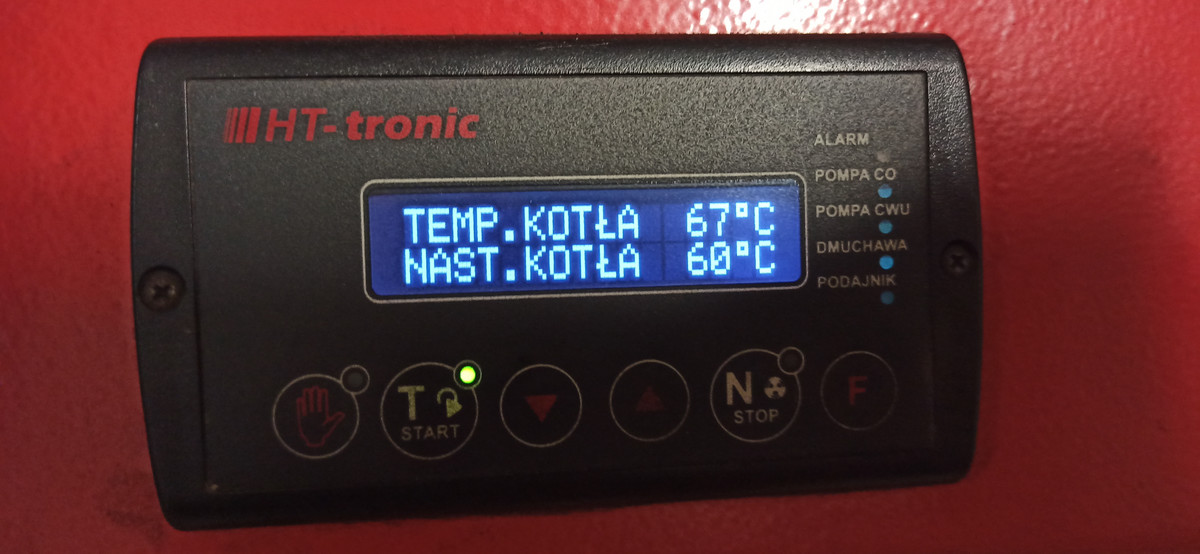 HT-tronic
TEMP.KOTŁA 67°C
NAST.KOTŁA 60°C
ALARM
POMPA CO
POMPA CWU
DMUCHAWA
PODAJNIK
T
START
N
STOP
F